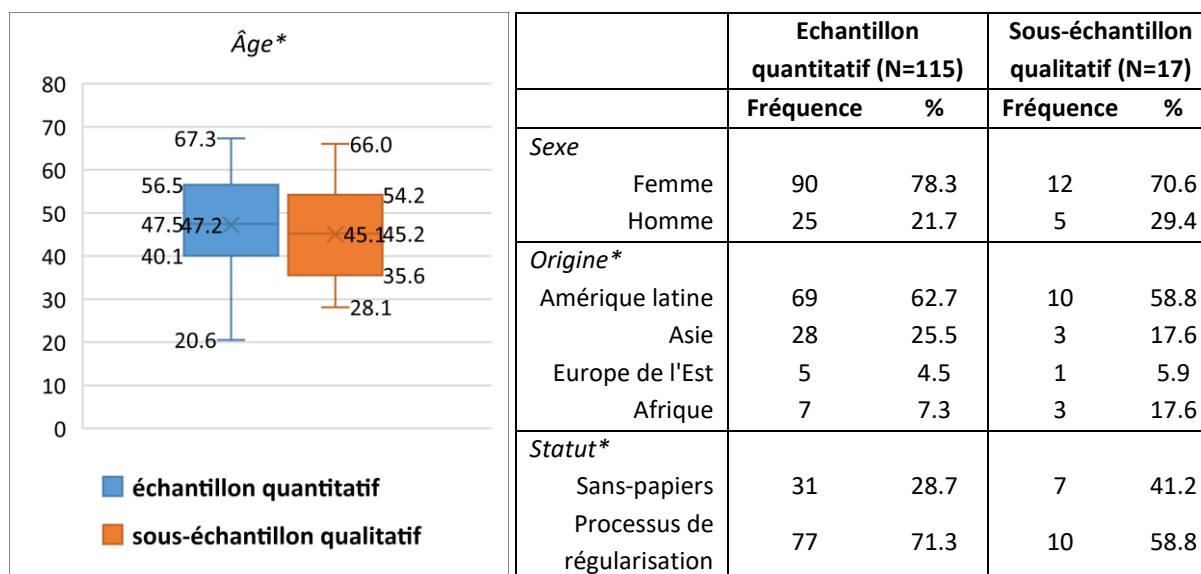 Âge*
80
70
60
50
40
30
20
10
0
67.3
56.5
47.5 47.2
40.1
20.6
66.0
54.2
45.1 45.2
35.6
28.1
échantillon quantitatif
sous-échantillon qualitatif
Echantillon quantitatif (N=115) Sous-échantillon qualitatif (N=17)
Fréquence % Fréquence %
Sexe
Femme 90 78.3 12 70.6
Homme 25 21.7 5 29.4
Origine*
Amérique latine 69 62.7 10 58.8
Asie 28 25.5 3 17.6
Europe de l'Est 5 4.5 1 5.9
Afrique 7 7.3 3 17.6
Statut*
Sans-papiers 31 28.7 7 41.2
Processus de
régularisation 77 71.3 10 58.8